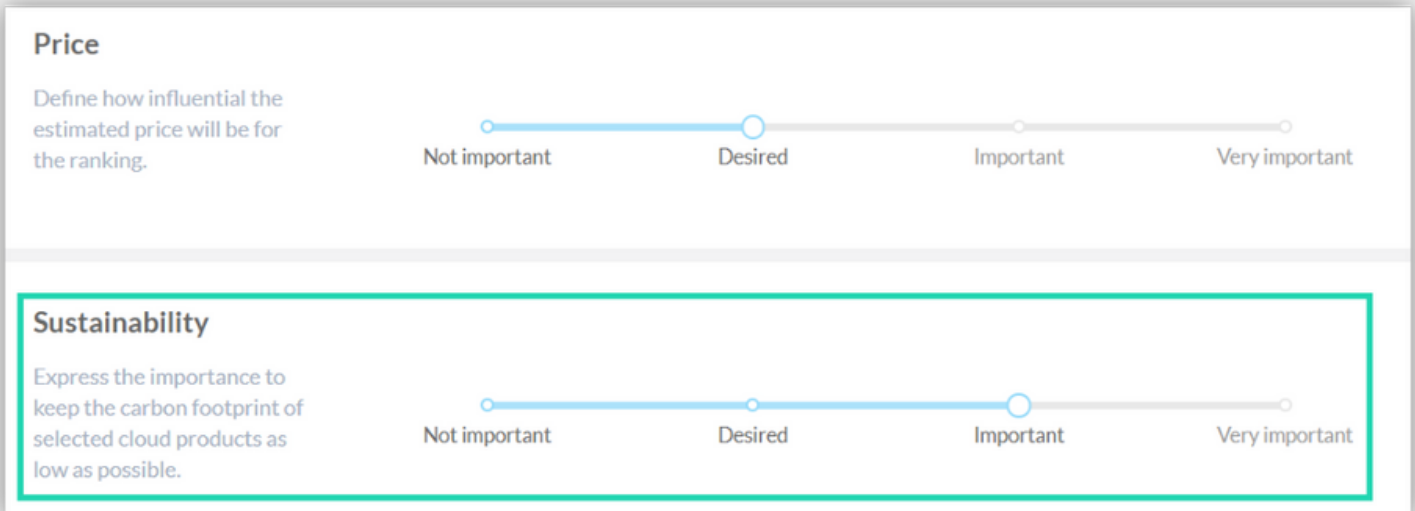 Price
Define how influential the
estimated price will be for
the ranking.
Not important Desired Important Very important
Sustainability
Express the importance to
keep the carbon footprint of
selected cloud products as
low as possible.
Not important Desired Important Very important